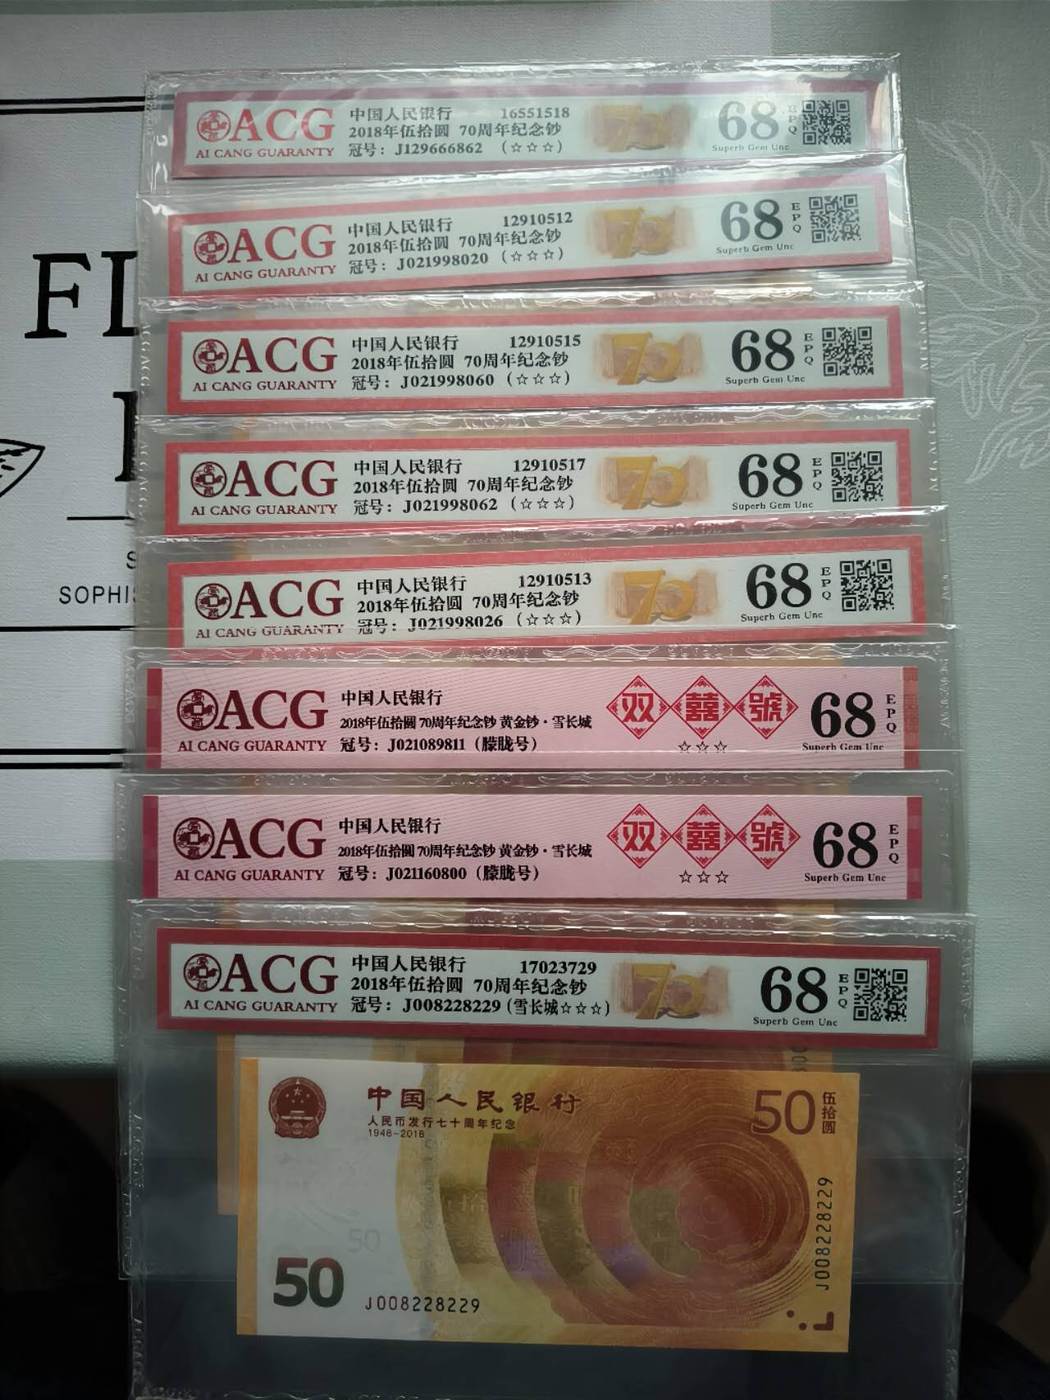 ACG
AI CANG GUARANTY
中国人民银行 16551518
2018年伍拾圆 70周年纪念钞
冠号：J129666862 （☆☆☆）
70
68 EPQ
Superb Gem Unc
ACG
AI CANG GUARANTY
中国人民银行 12910512
2018年伍拾圆 70周年纪念钞
冠号：J021998020 （☆☆☆）
70
68 EPQ
Superb Gem Unc
ACG
AI CANG GUARANTY
中国人民银行 12910515
2018年伍拾圆 70周年纪念钞
冠号：J021998060 （☆☆☆）
70
68 EPQ
Superb Gem Unc
ACG
AI CANG GUARANTY
中国人民银行 12910517
2018年伍拾圆 70周年纪念钞
冠号：J021998062 （☆☆☆）
70
68 EPQ
Superb Gem Unc
ACG
AI CANG GUARANTY
中国人民银行 12910513
2018年伍拾圆 70周年纪念钞
冠号：J021998026 （☆☆☆）
70
68 EPQ
Superb Gem Unc
ACG
AI CANG GUARANTY
中国人民银行
2018年伍拾圆 70周年纪念钞 黄金钞·雪长城
冠号：J021089811（朦胧号）
双囍號
☆☆☆
68 EPQ
Superb Gem Unc
ACG
AI CANG GUARANTY
中国人民银行
2018年伍拾圆 70周年纪念钞 黄金钞·雪长城
冠号：J021160800（朦胧号）
双囍號
☆☆☆
68 EPQ
Superb Gem Unc
ACG
AI CANG GUARANTY
中国人民银行 17023729
2018年伍拾圆 70周年纪念钞
冠号：J008228229 (雪长城☆☆☆)
70
68 EPQ
Superb Gem Unc
中国人民银行
人民币发行七十周年纪念
1948-2018
50 伍拾圆
J008228229
50
50
J008228229
FL
SOPHIS